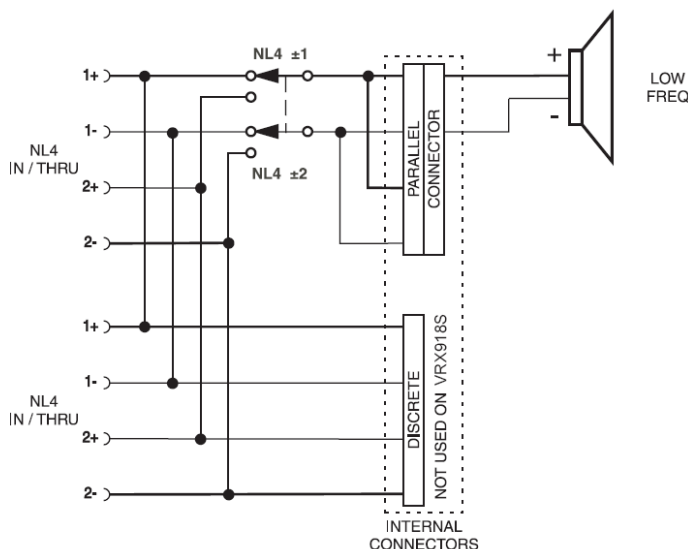 NL4 ±1
1+
1-
NL4
IN / THRU
2+
2-
NL4 ±2
PARALLEL
CONNECTOR
+
-
LOW
FREQ
1+
1-
NL4
IN / THRU
2+
2-
DISCRETE
NOT USED ON VRX918S
INTERNAL
CONNECTORS